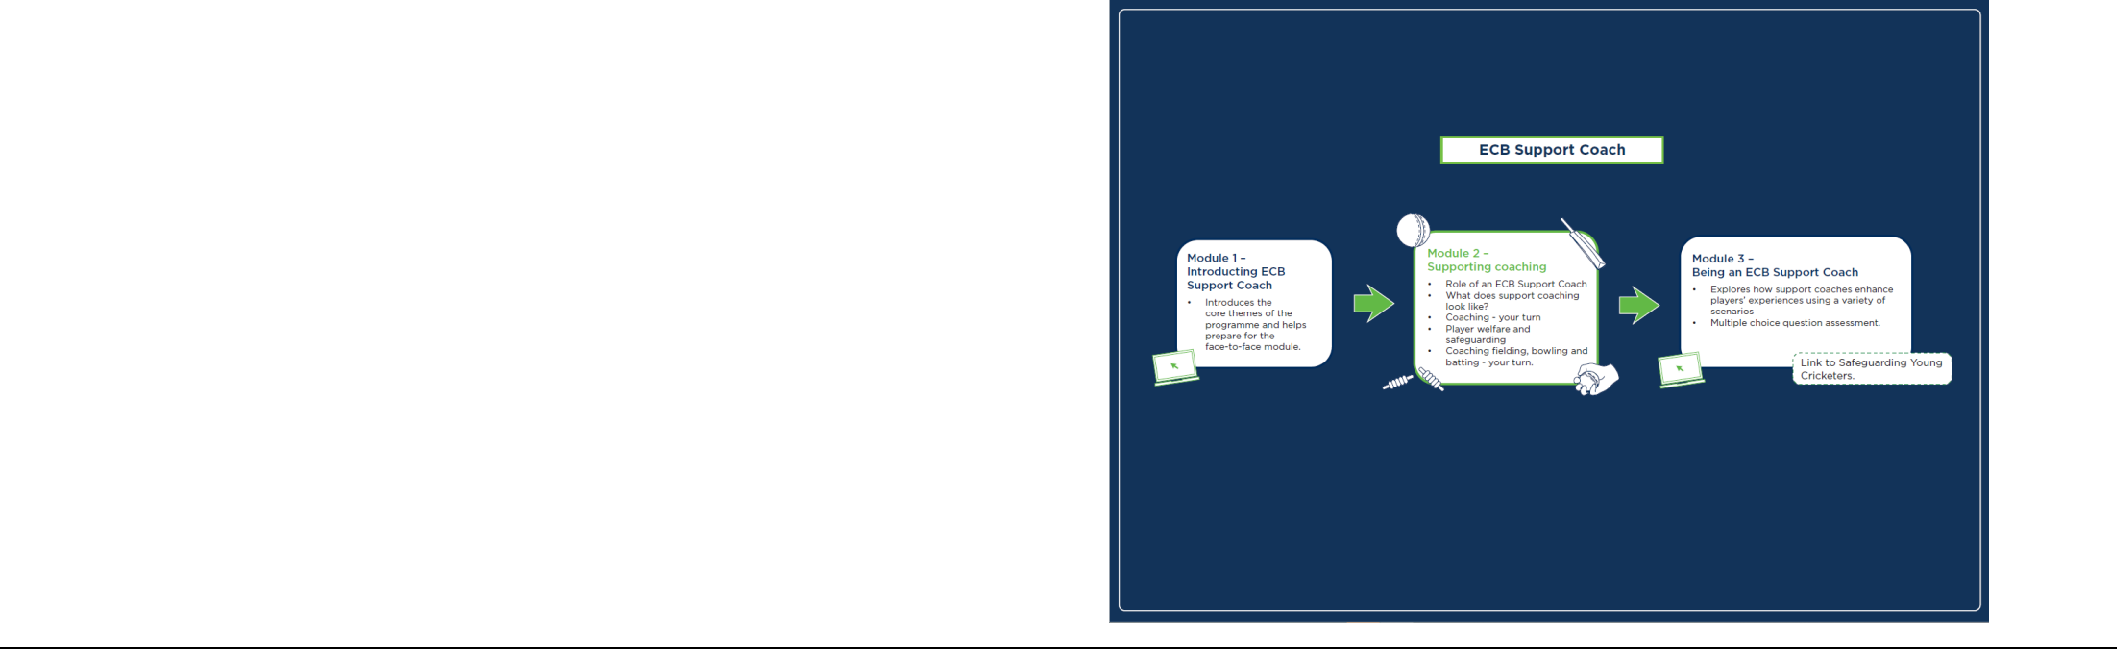 ECB Support Coach
Module 1 -
Introducting ECB
Support Coach
• Introduces the
core themes of the
programme and helps
prepare for the
face-to-face module.
Module 2 -
Supporting coaching
• Role of an ECB Support Coach
• What does support coaching
look like?
• Coaching - your turn
• Player welfare and
safeguarding
• Coaching fielding, bowling and
batting - your turn.
Module 3 –
Being an ECB Support Coach
• Explores how support coaches enhance
players' experiences using a variety of
scenarios
• Multiple choice question assessment.
Link to Safeguarding Young
Cricketers.